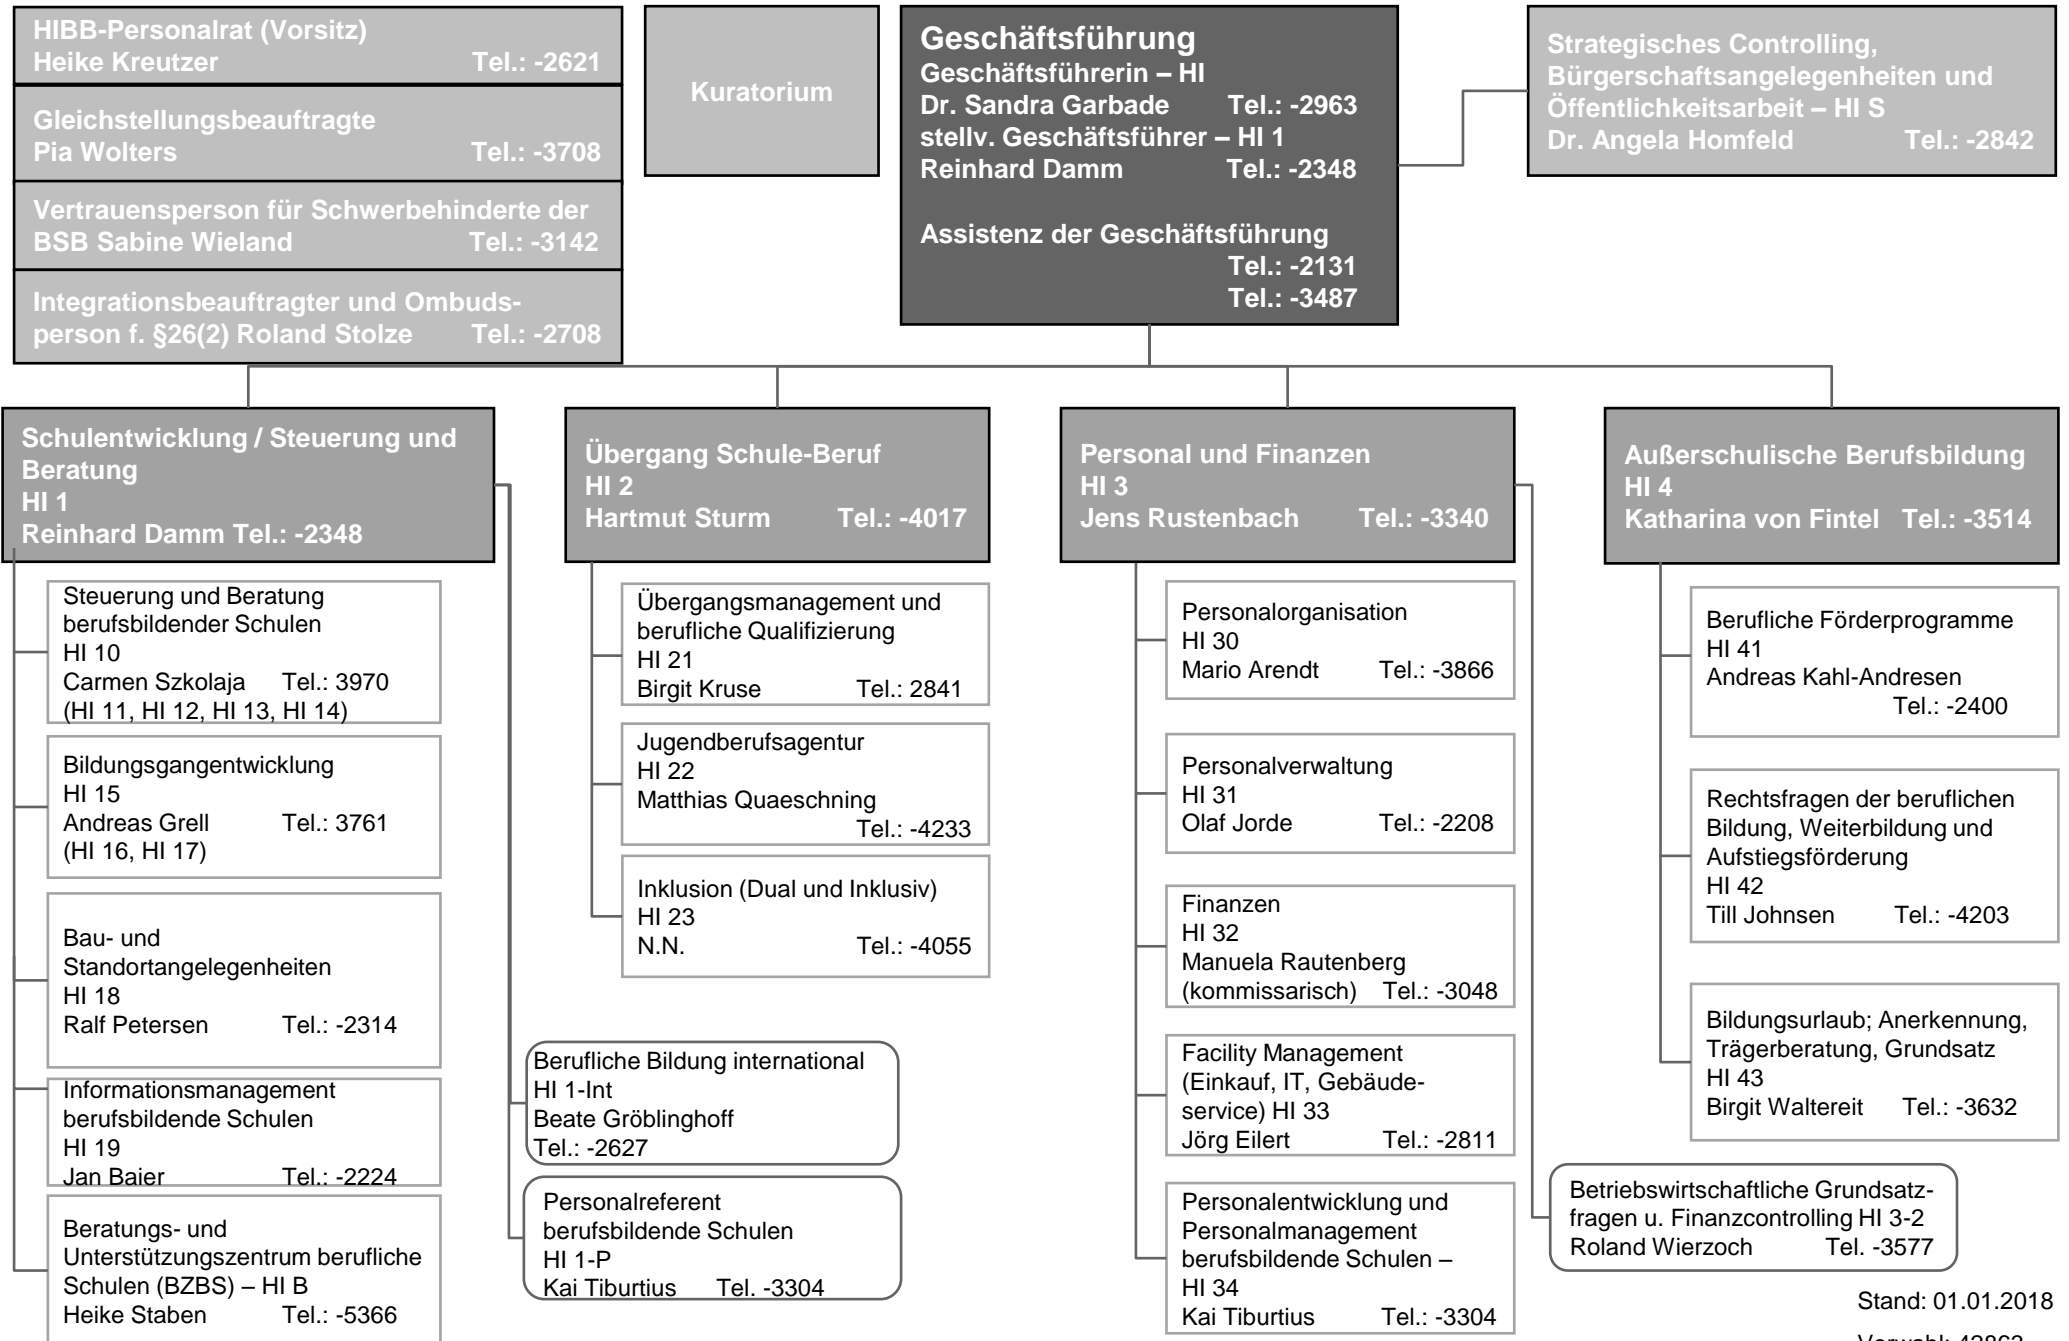 HIBB-Personalrat (Vorsitz)
Heike Kreutzer Tel.: -2621
Gleichstellungsbeauftragte
Pia Wolters Tel.: -3708
Vertrauensperson für Schwerbehinderte der
BSB Sabine Wieland Tel.: -3142
Integrationsbeauftragter und Ombuds-
person f. §26(2) Roland Stolze Tel.: -2708
Kuratorium
Geschäftsführung
Geschäftsführerin – HI
Dr. Sandra Garbade Tel.: -2963
stellv. Geschäftsführer – HI 1
Reinhard Damm Tel.: -2348
Assistenz der Geschäftsführung
Tel.: -2131
Tel.: -3487
Strategisches Controlling,
Bürgerschaftsangelegenheiten und
Öffentlichkeitsarbeit – HI S
Dr. Angela Homfeld Tel.: -2842
Schulentwicklung / Steuerung und
Beratung
HI 1
Reinhard Damm Tel.: -2348
Steuerung und Beratung
berufsbildender Schulen
HI 10
Carmen Szkolaja Tel.: 3970
(HI 11, HI 12, HI 13, HI 14)
Bildungsgangentwicklung
HI 15
Andreas Grell Tel.: 3761
(HI 16, HI 17)
Bau- und
Standortangelegenheiten
HI 18
Ralf Petersen Tel.: -2314
Informationsmanagement
berufsbildende Schulen
HI 19
Jan Baier Tel.: -2224
Beratungs- und
Unterstützungszentrum berufliche
Schulen (BZBS) – HI B
Heike Staben Tel.: -5366
Berufliche Bildung international
HI 1-Int
Beate Gröblinghoff
Tel.: -2627
Personalreferent
berufsbildende Schulen
HI 1-P
Kai Tiburtius Tel. -3304
Übergang Schule-Beruf
HI 2
Hartmut Sturm Tel.: -4017
Übergangsmanagement und
berufliche Qualifizierung
HI 21
Birgit Kruse Tel.: 2841
Jugendberufsagentur
HI 22
Matthias Quaeschning
Tel.: -4233
Inklusion (Dual und Inklusiv)
HI 23
N.N. Tel.: -4055
Personal und Finanzen
HI 3
Jens Rustenbach Tel.: -3340
Personalorganisation
HI 30
Mario Arendt Tel.: -3866
Personalverwaltung
HI 31
Olaf Jorde Tel.: -2208
Finanzen
HI 32
Manuela Rautenberg
(kommissarisch) Tel.: -3048
Facility Management
(Einkauf, IT, Gebäude-
service) HI 33
Jörg Eilert Tel.: -2811
Personalentwicklung und
Personalmanagement
berufsbildende Schulen –
HI 34
Kai Tiburtius Tel.: -3304
Außerschulische Berufsbildung
HI 4
Katharina von Fintel Tel.: -3514
Berufliche Förderprogramme
HI 41
Andreas Kahl-Andresen
Tel.: -2400
Rechtsfragen der beruflichen
Bildung, Weiterbildung und
Aufstiegsförderung
HI 42
Till Johnsen Tel.: -4203
Bildungsurlaub; Anerkennung,
Trägerberatung, Grundsatz
HI 43
Birgit Waltereit Tel.: -3632
Betriebswirtschaftliche Grundsatz-
fragen u. Finanzcontrolling HI 3-2
Roland Wierzoch Tel. -3577
Stand: 01.01.2018